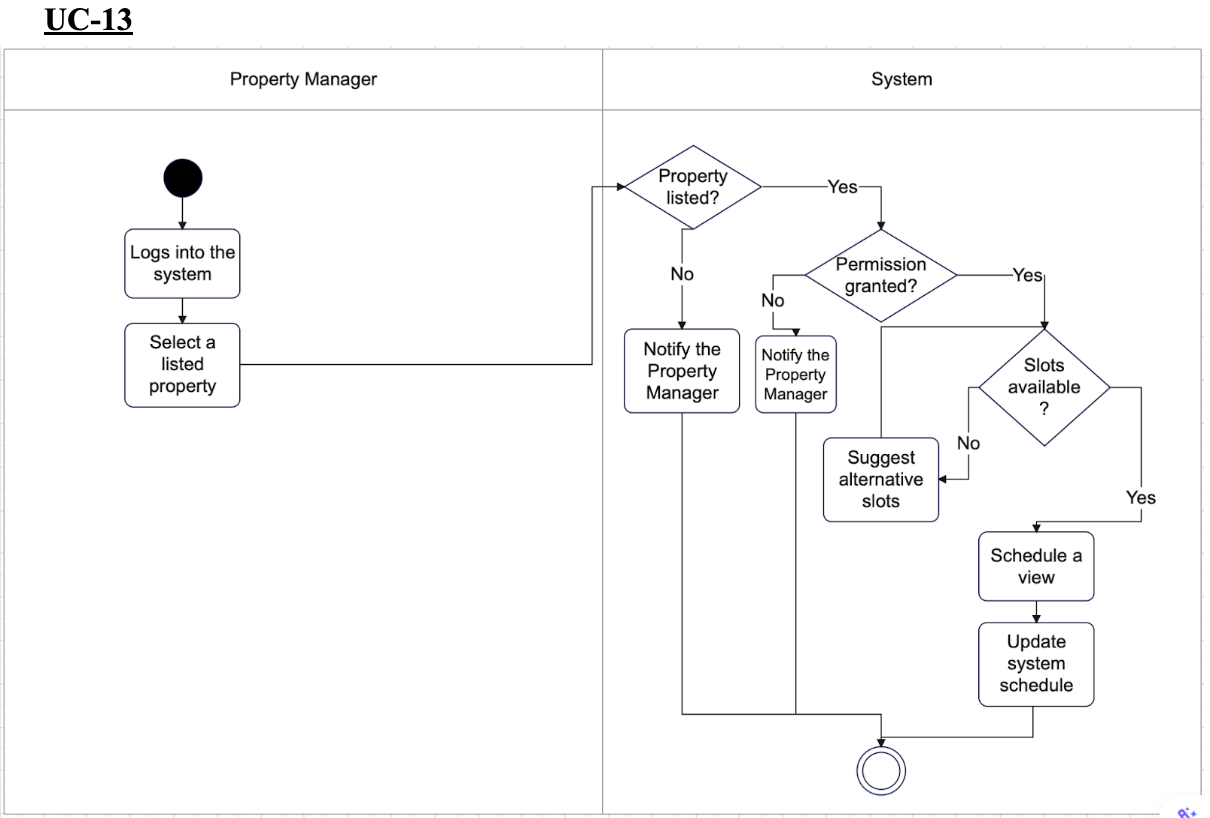 UC-13
Property Manager
System
Property
listed?
Yes
Logs into the
system
Permission
granted?
Yes
No
No
Select a
listed
property
Notify the
Property
Manager
Notify the
Property
Manager
Slots
available
?
No
Suggest
alternative
slots
Yes
Schedule a
view
Update
system
schedule